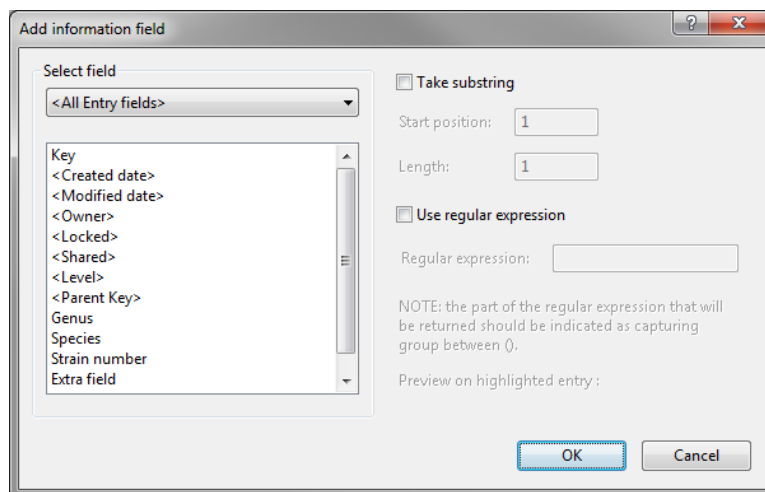 Add information field
?
X
Select field
<All Entry fields>
Key
<Created date>
<Modified date>
<Owner>
<Locked>
<Shared>
<Level>
<Parent Key>
Genus
Species
Strain number
Extra field
Take substring
Start position: 1
Length: 1
Use regular expression
Regular expression:
NOTE: the part of the regular expression that will
be returned should be indicated as capturing
group between ().
Preview on highlighted entry :
OK
Cancel